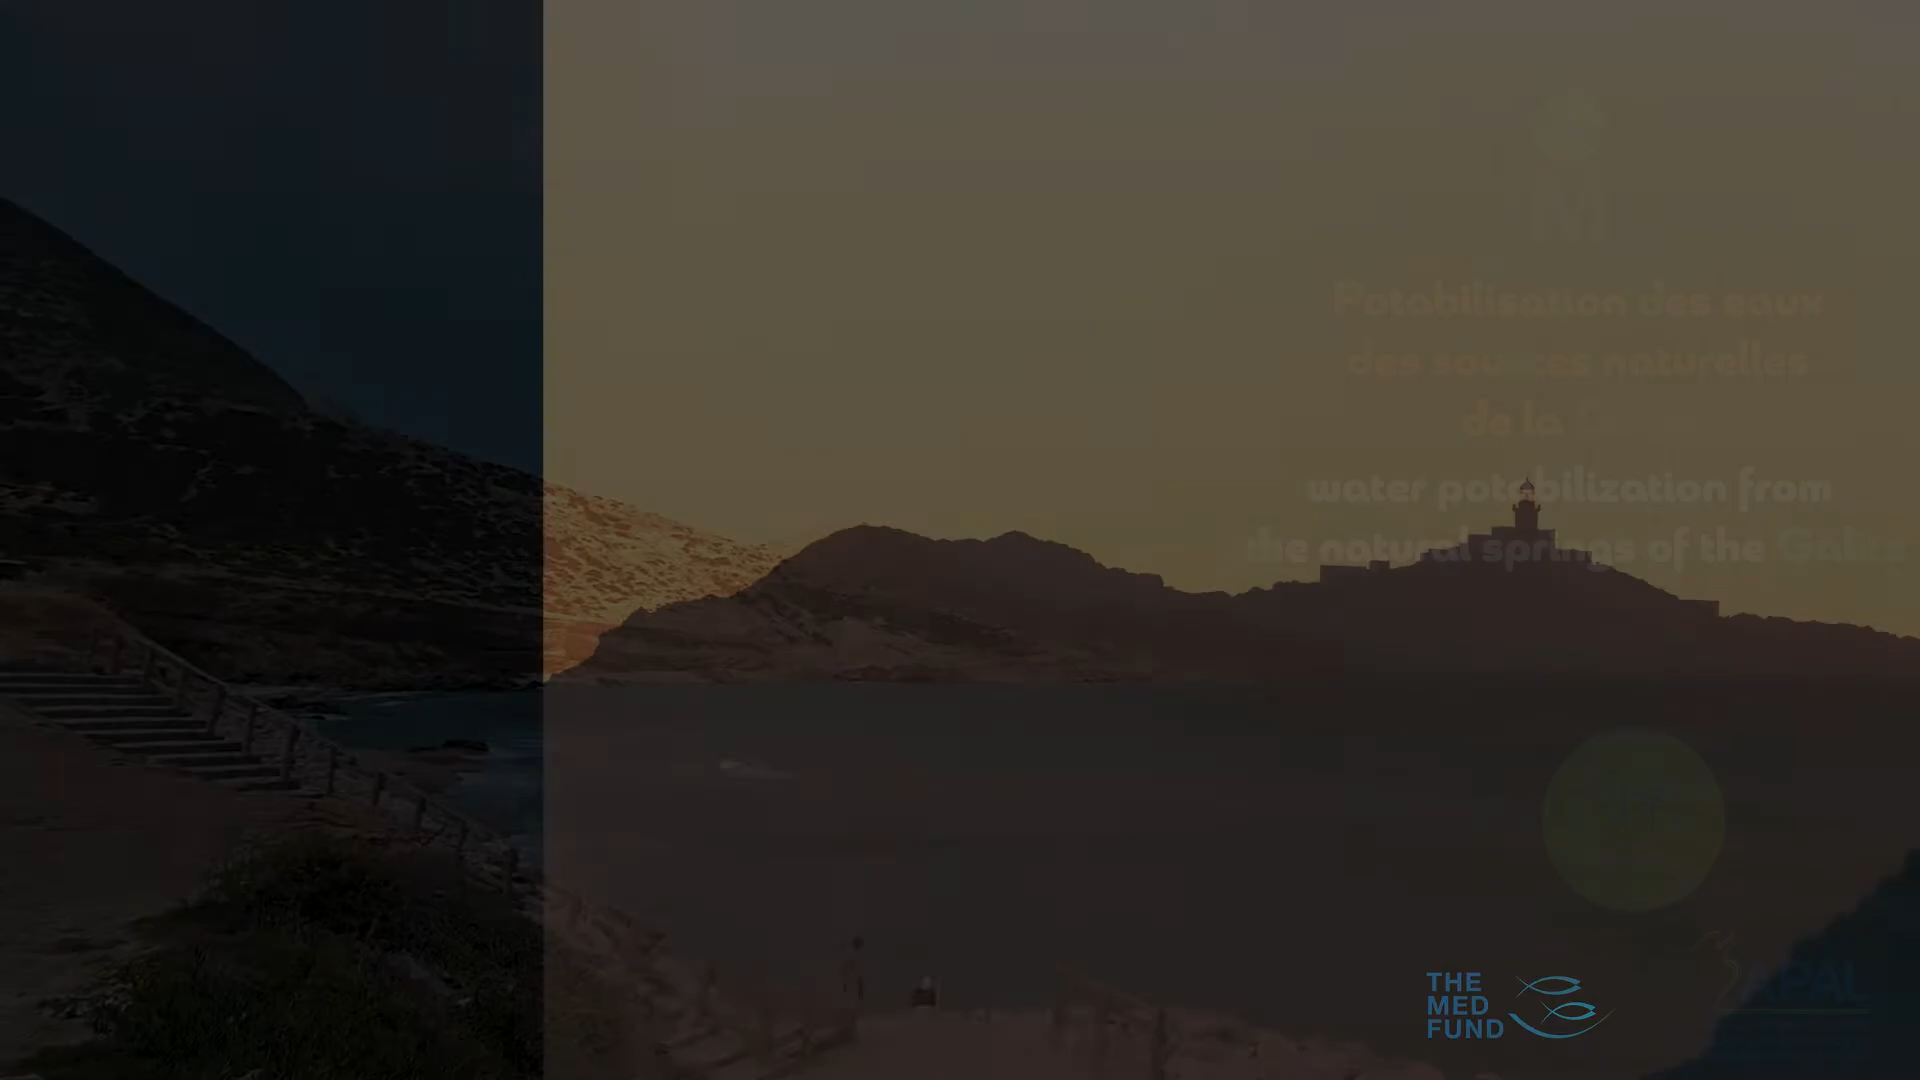 Potabilisation des eaux
des sources naturelles
de la
water potabilization from
the natural springs of the
THE
MED
FUND
APAL